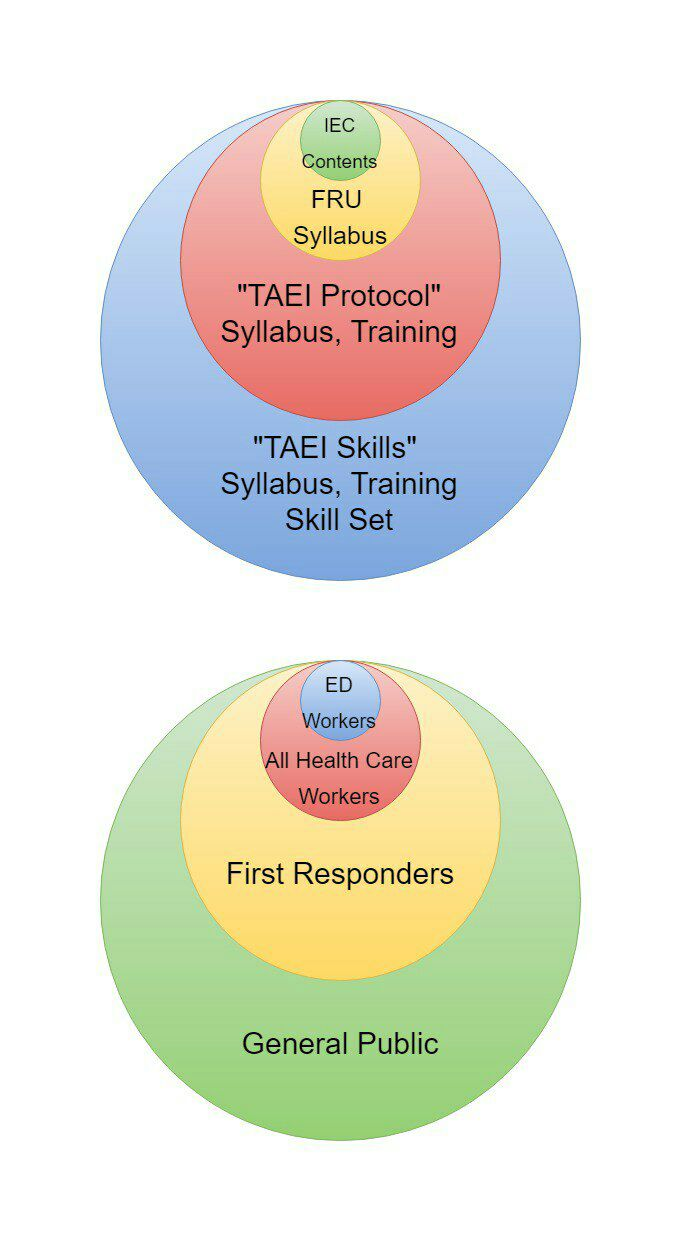 IEC
Contents
FRU
Syllabus
"TAEI Protocol"
Syllabus, Training
"TAEI Skills"
Syllabus, Training
Skill Set
ED
Workers
All Health Care
Workers
First Responders
General Public